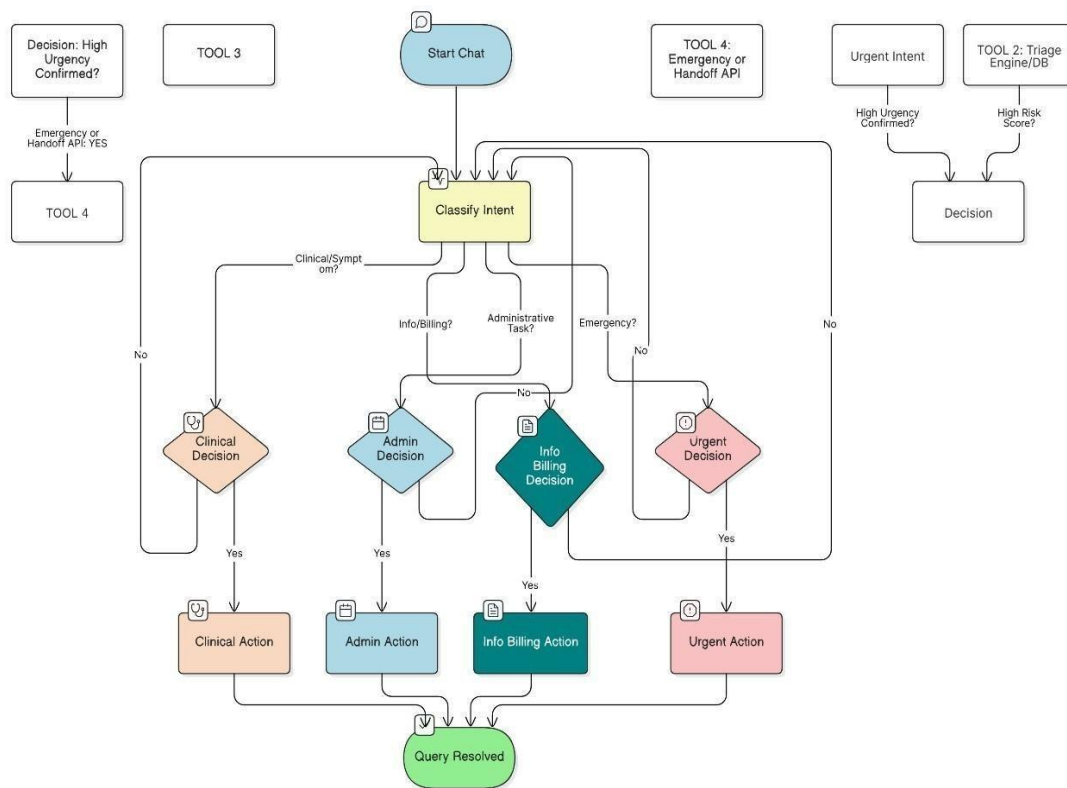 Decision: High
Urgency
Confirmed?
TOOL 3
Start Chat
TOOL 4:
Emergency or
Handoff API
Urgent Intent
TOOL 2: Triage
Engine/DB
Emergency or
Handoff API: YES
High Urgency
Confirmed?
High Risk
Score?
TOOL 4
Classify Intent
Decision
Clinical/Sympt
om?
Info/Billing?
Administrative
Task?
Emergency?
No
No
No
No
Clinical
Decision
Admin
Decision
Info
Billing
Decision
Urgent
Decision
Yes
Yes
Yes
Yes
Clinical Action
Admin Action
Info Billing Action
Urgent Action
Query Resolved